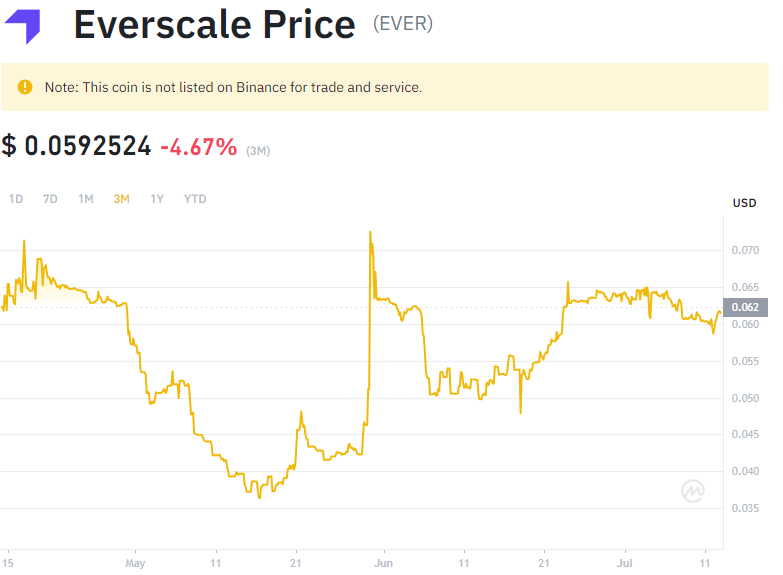 Everscale Price (EVER)
Note: This coin is not listed on Binance for trade and service.
$ 0.0592524 -4.67% (3M)
1D 7D 1M 3M 1Y YTD
USD
0.070
0.065
0.062
0.060
0.055
0.050
0.045
0.040
0.035
15 May 11 21 Jun 11 21 Jul 11